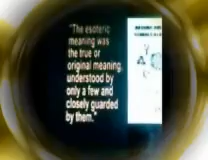 "The esoteric
meaning was
the true or
original meaning,
understood by
only a few and
closely guarded
by them."